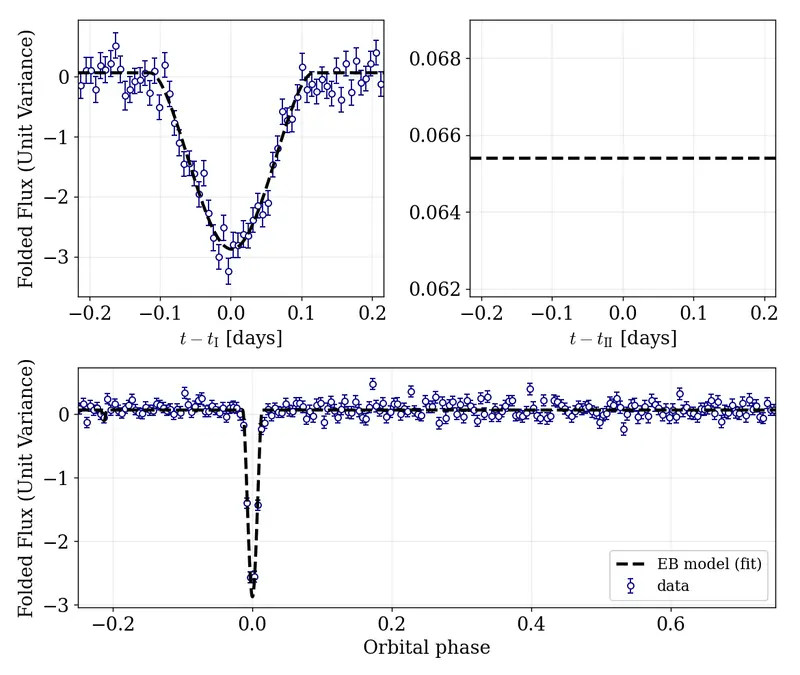 Folded Flux (Unit Variance)
0
−1
−2
−3
−0.2 −0.1 0.0 0.1 0.2
t − tI [days]
0.068
0.066
0.064
0.062
−0.2 −0.1 0.0 0.1 0.2
t − tII [days]
Folded Flux (Unit Variance)
0
−1
−2
−3
EB model (fit)
data
−0.2 0.0 0.2 0.4 0.6
Orbital phase